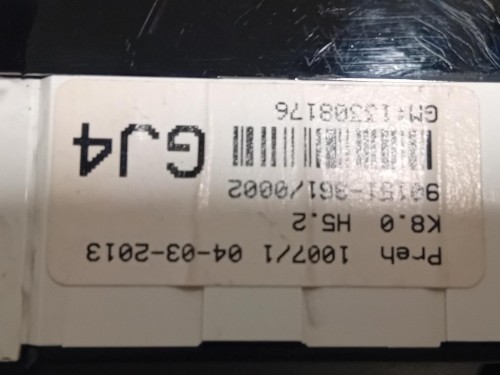 Preh 1007/1 04-03-2013
K8.0 H5.2
90151-361/0002
GJ4
GM:13308176